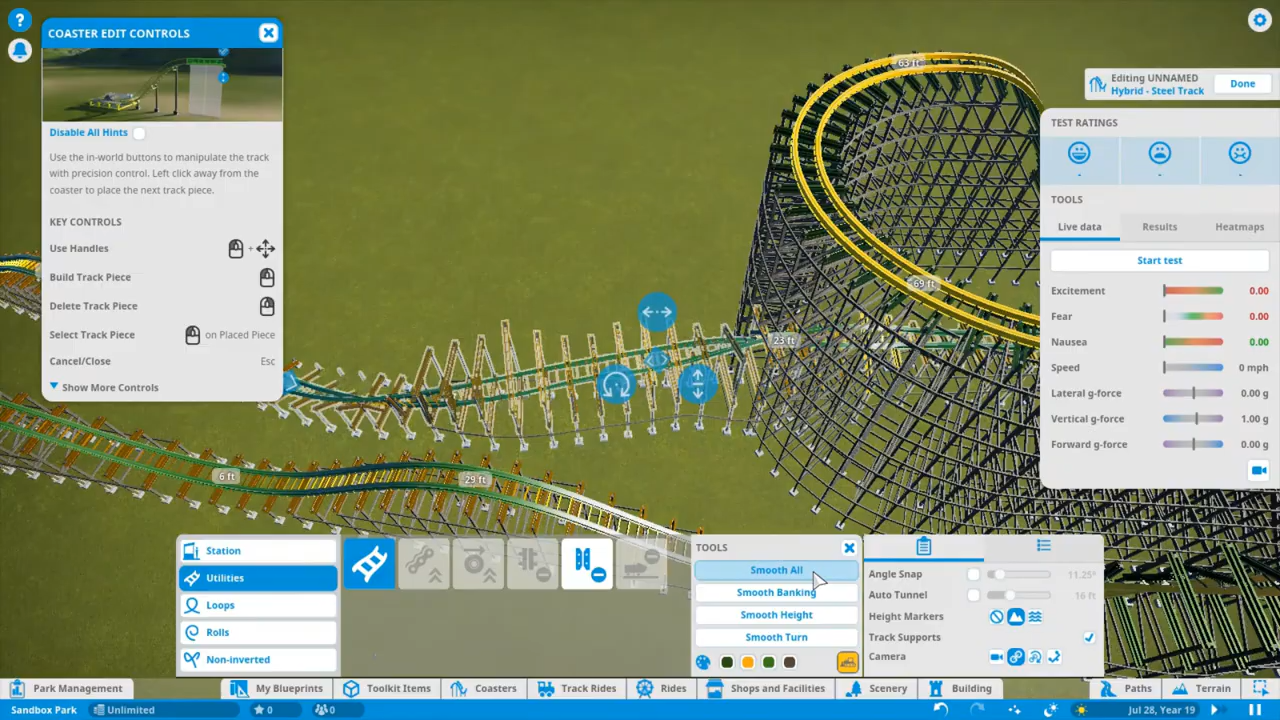 ?
COASTER EDIT CONTROLS
Disable All Hints
Use the in-world buttons to manipulate the track
with precision control. Left click away from the
coaster to place the next track piece.
KEY CONTROLS
Use Handles
+
Build Track Piece
Delete Track Piece
Select Track Piece
on Placed Piece
Cancel/Close
Esc
Show More Controls
63 ft
69 ft
23 ft
6 ft
29 ft
Editing UNNAMED
Hybrid - Steel Track
Done
TEST RATINGS
-
-
-
TOOLS
Live data
Results
Heatmaps
Start test
Excitement
0.00
Fear
0.00
Nausea
0.00
Speed
0 mph
Lateral g-force
0.00 g
Vertical g-force
1.00 g
Forward g-force
0.00 g
Station
Utilities
Loops
Rolls
Non-inverted
TOOLS
Smooth All
Smooth Banking
Smooth Height
Smooth Turn
Angle Snap
11.25°
Auto Tunnel
16 ft
Height Markers
Track Supports
Camera
Park Management
My Blueprints
Toolkit Items
Coasters
Track Rides
Rides
Shops and Facilities
Scenery
Building
Paths
Terrain
Sandbox Park
Unlimited
0
0
Jul 28, Year 19